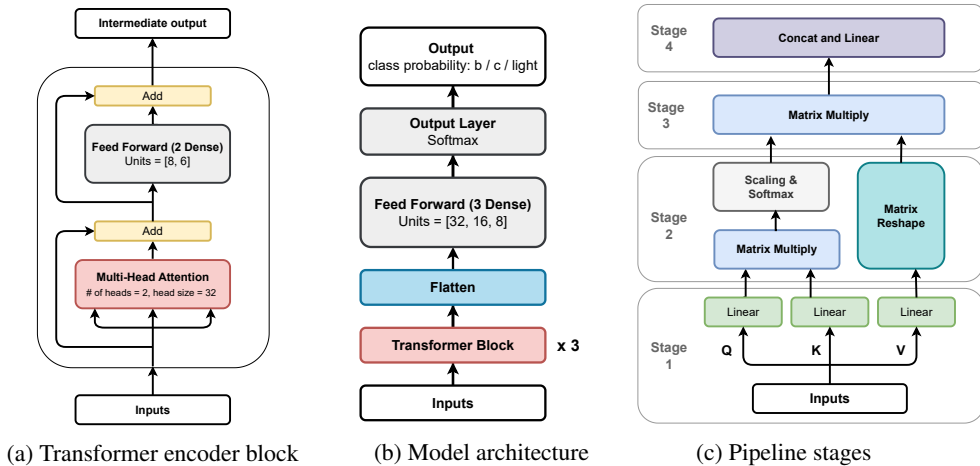 Intermediate output
Add
Feed Forward (2 Dense)
Units = [8, 6]
Add
Multi-Head Attention
# of heads = 2, head size = 32
Inputs
(a) Transformer encoder block
Output
class probability: b / c / light
Output Layer
Softmax
Feed Forward (3 Dense)
Units = [32, 16, 8]
Flatten
Transformer Block
x 3
Inputs
(b) Model architecture
Stage
4
Concat and Linear
Stage
3
Matrix Multiply
Stage
2
Scaling &
Softmax
Matrix
Reshape
Matrix Multiply
Stage
1
Linear
Linear
Linear
Q
K
V
Inputs
(c) Pipeline stages